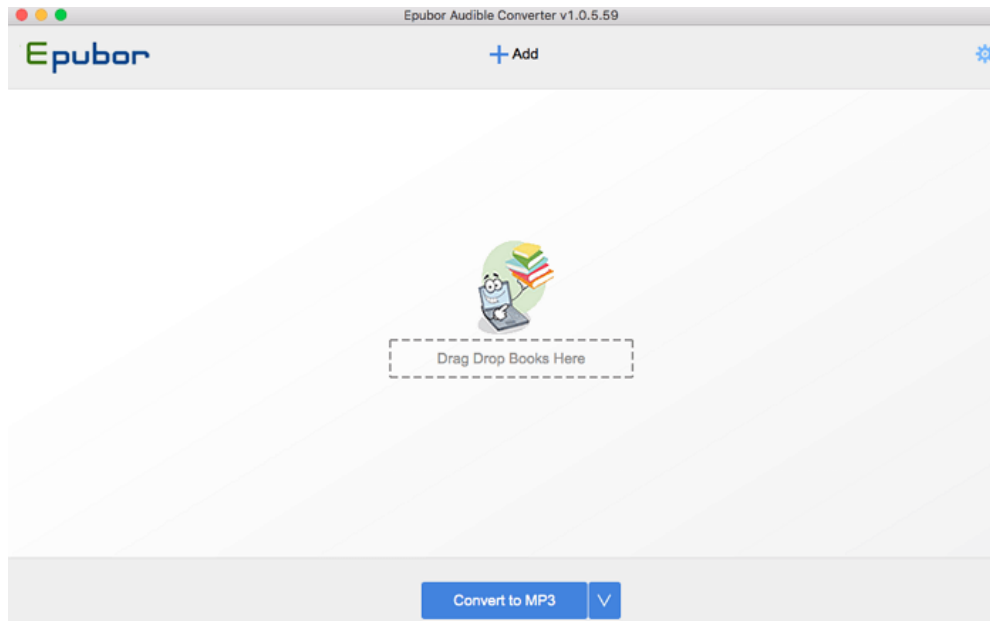 Epubor Audible Converter v1.0.5.59
Epubor
Add
Drag Drop Books Here
Convert to MP3